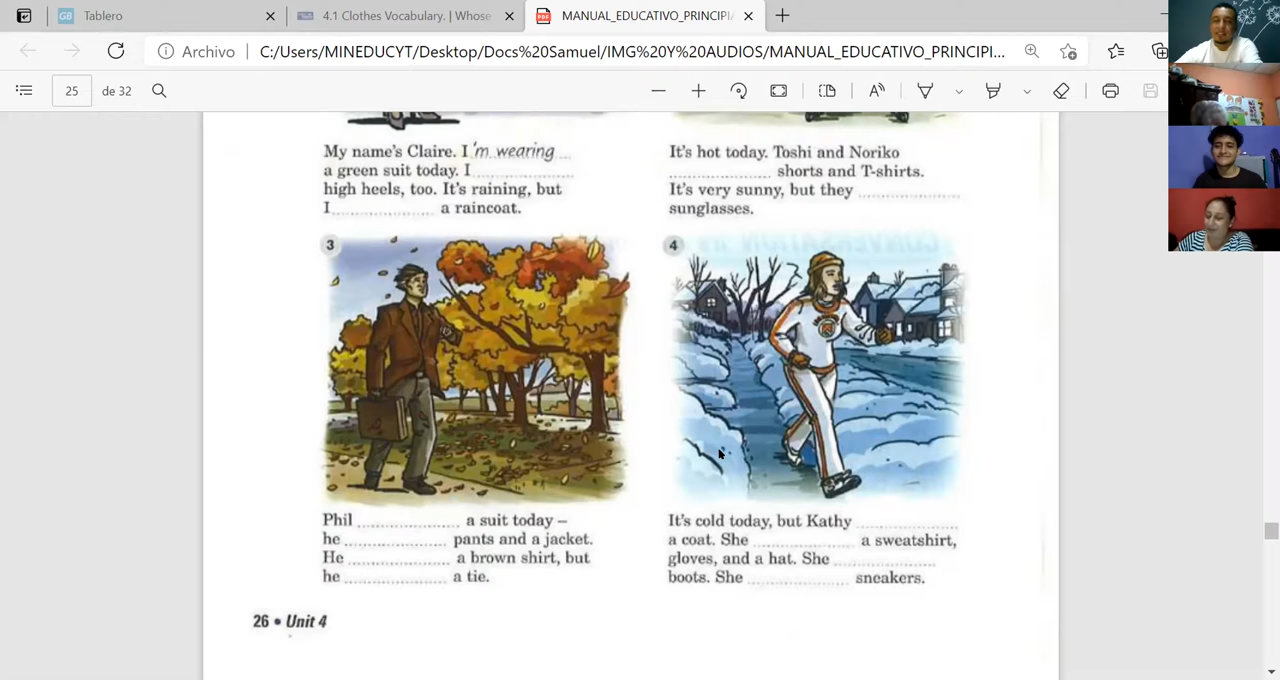 Tablero
4.1 Clothes Vocabulary. | Whose
MANUAL_EDUCATIVO_PRINCIPI
Archivo
C:/Users/MINEDUCYT/Desktop/Docs%20Samuel/IMG%20Y%20AUDIOS/MANUAL_EDUCATIVO_PRINCIPI...
25
de 32
My name's Claire. I 'm wearing
a green suit today. I
high heels, too. It's raining, but
I a raincoat.
It's hot today. Toshi and Noriko
shorts and T-shirts.
It's very sunny, but they
sunglasses.
3
4
Phil a suit today –
he pants and a jacket.
He a brown shirt, but
he a tie.
It's cold today, but Kathy
a coat. She a sweatshirt,
gloves, and a hat. She
boots. She sneakers.
26 • Unit 4